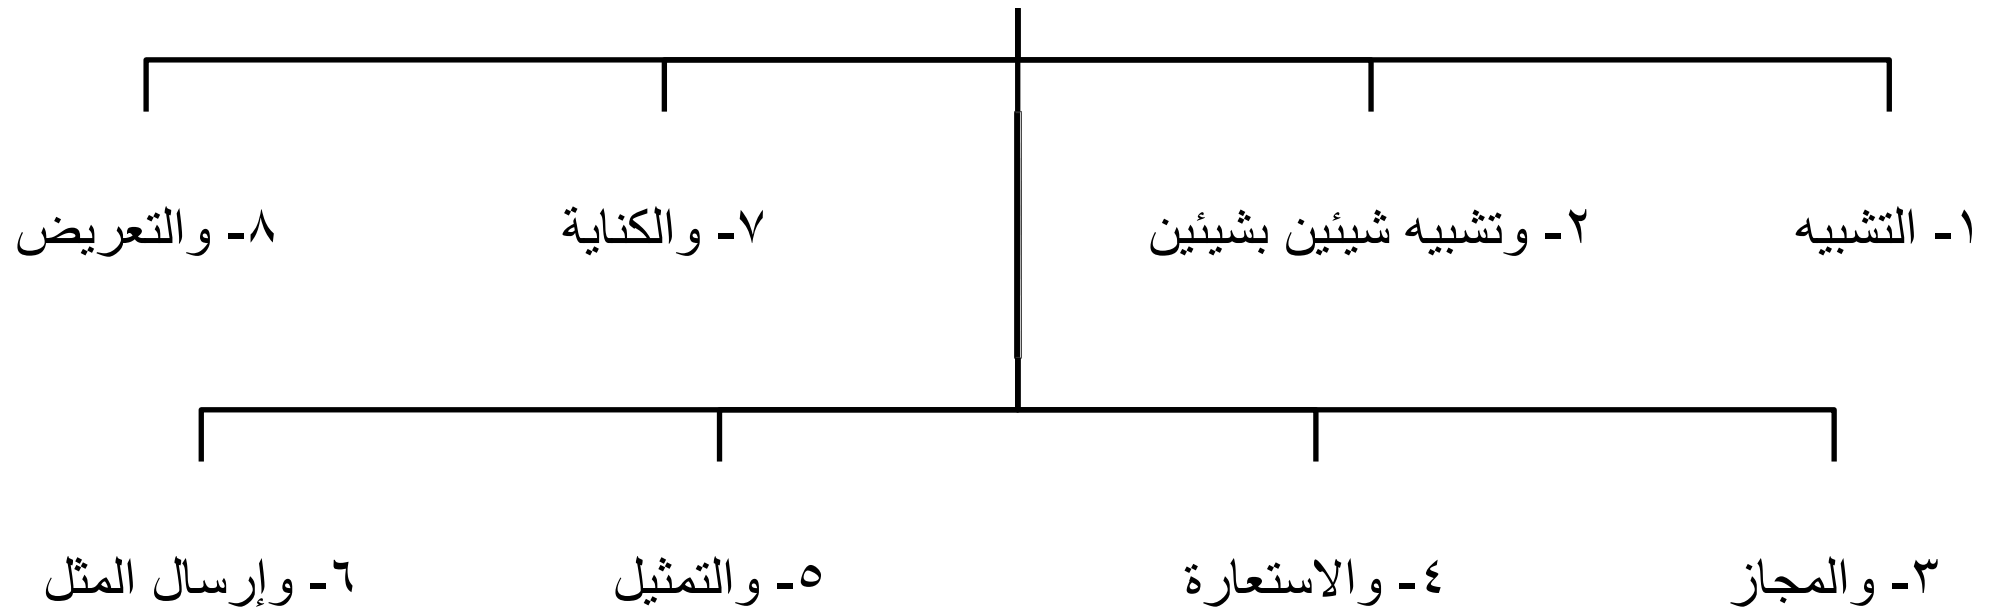 ١- التشبيه
٢- وتشبيه شيئين بشيئين
٧- والكناية
٨- والتعريض
٣- والمجاز
٤- والاستعارة
٥- والتمثيل
٦- وإرسال المثل